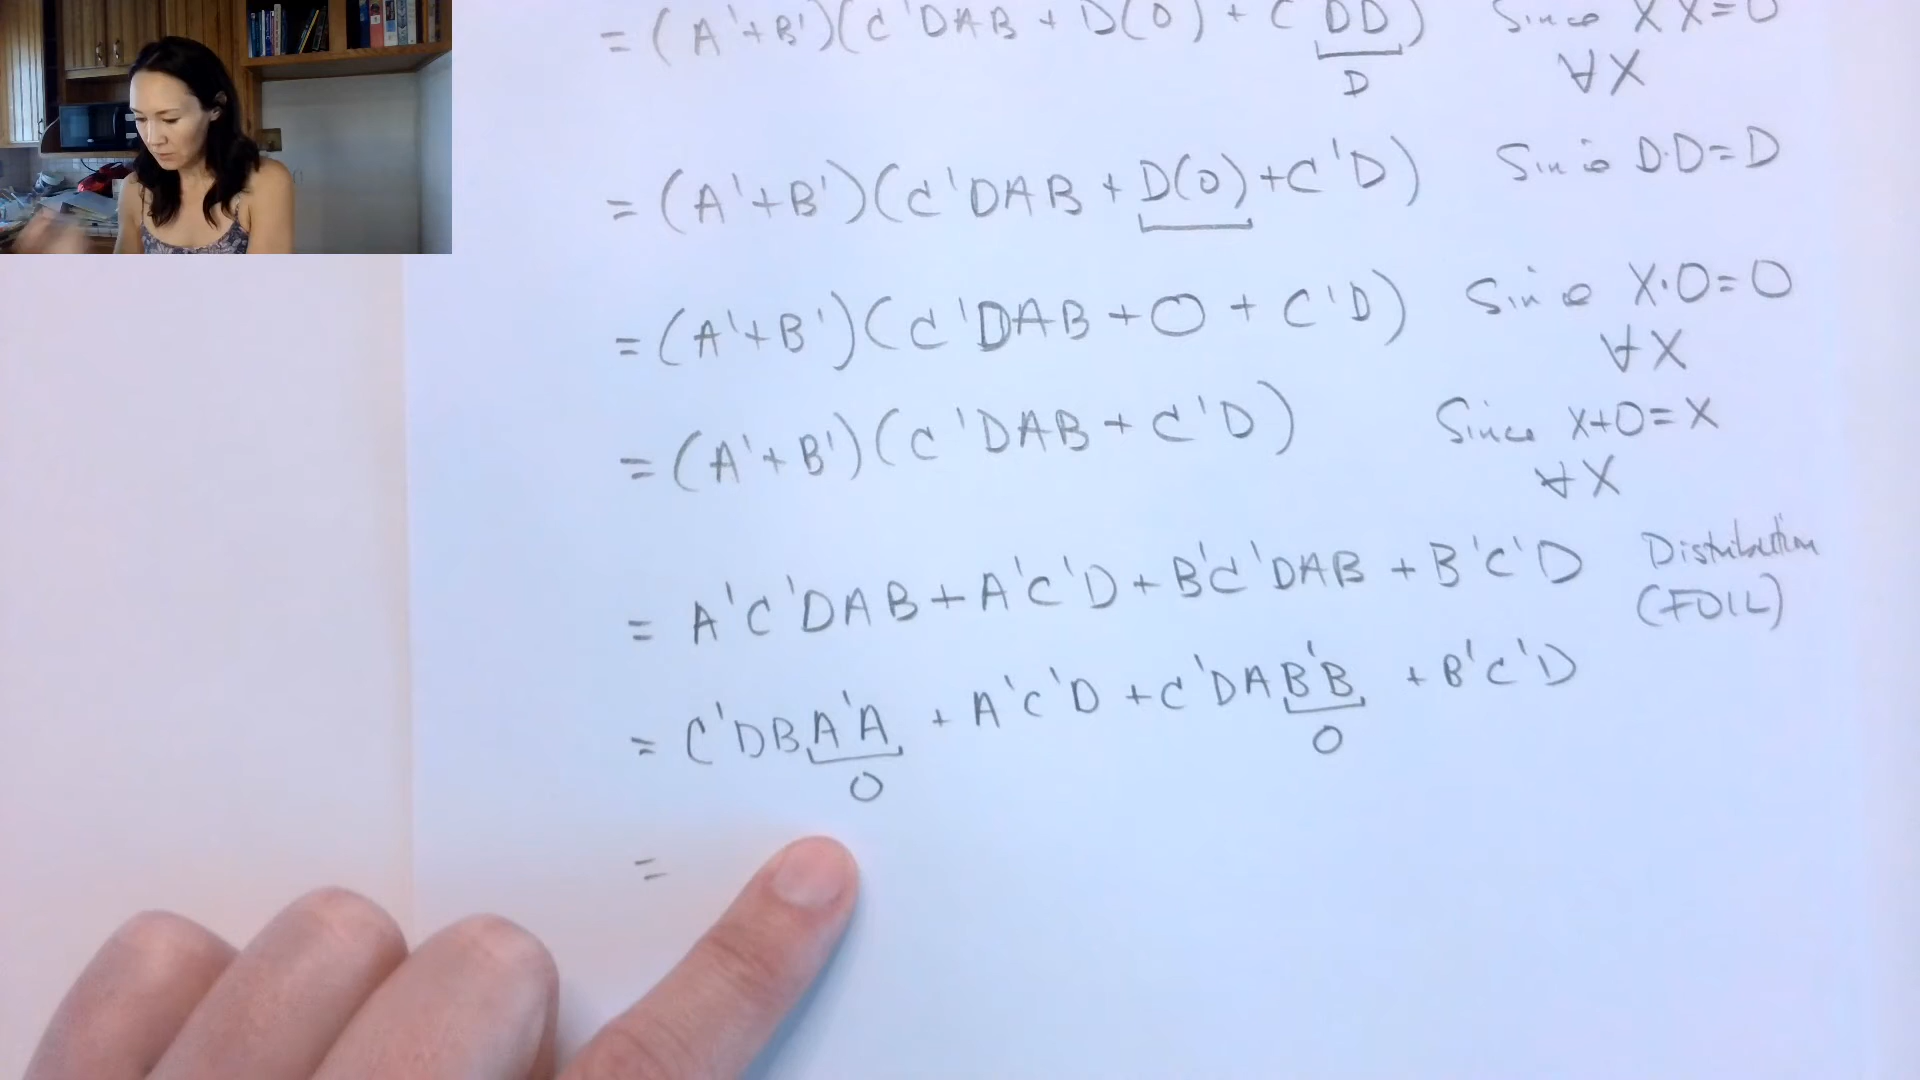 = (A'+B')(C'DAB + D(0) + C DD) Since XX=0
D ∀X
= (A'+B')(C'DAB + D(0) + C'D) Since D·D=D
= (A'+B')(C'DAB + 0 + C'D) Since X·0=0
∀X
= (A'+B')(C'DAB + C'D) Since X+0=X
∀X
= A'C'DAB + A'C'D + B'C'DAB + B'C'D Distribution
(FOIL)
= C'DBA'A + A'C'D + C'DAB'B + B'C'D
0 0
=